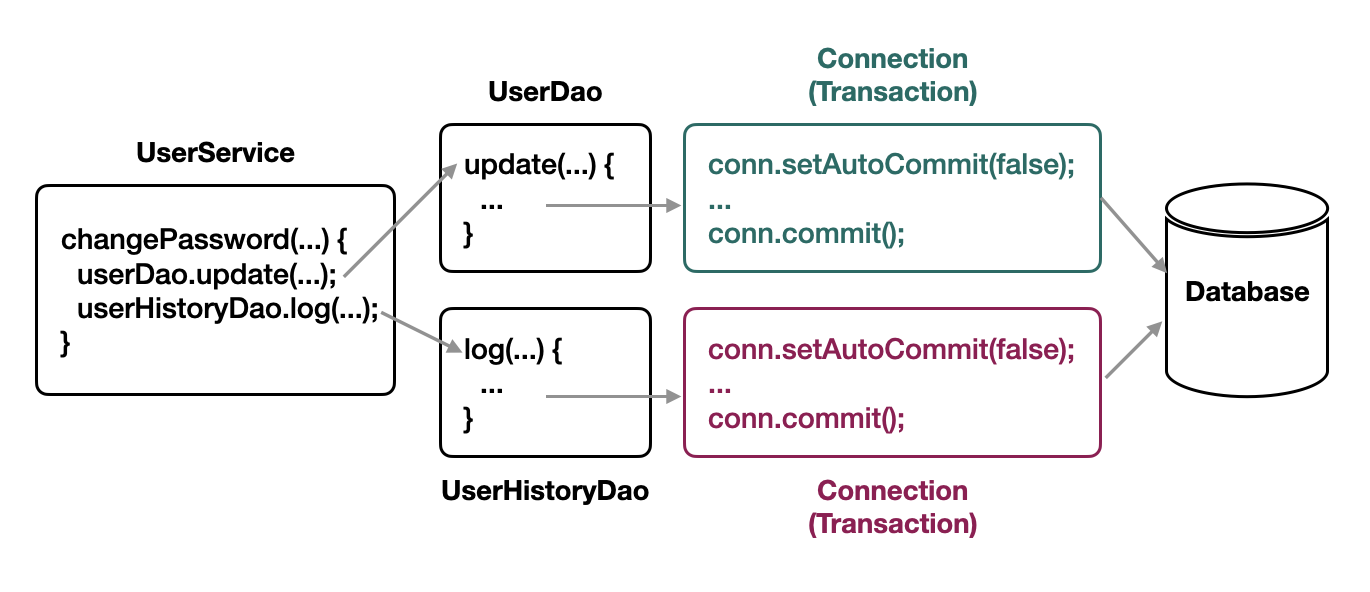 UserService
changePassword(...) {
userDao.update(...);
userHistoryDao.log(...);
}
UserDao
update(...) {
...
}
log(...) {
...
}
UserHistoryDao
Connection
(Transaction)
conn.setAutoCommit(false);
...
conn.commit();
conn.setAutoCommit(false);
...
conn.commit();
Connection
(Transaction)
Database